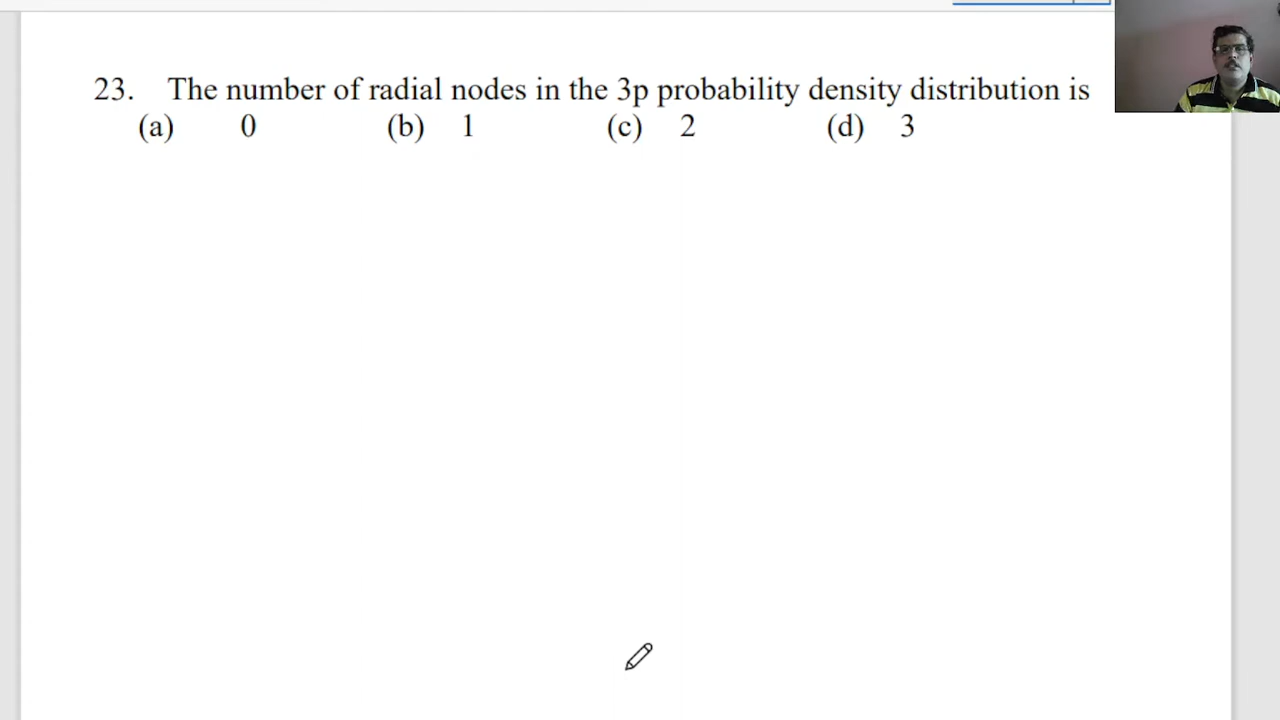 23. The number of radial nodes in the 3p probability density distribution is
(a) 0 (b) 1 (c) 2 (d) 3